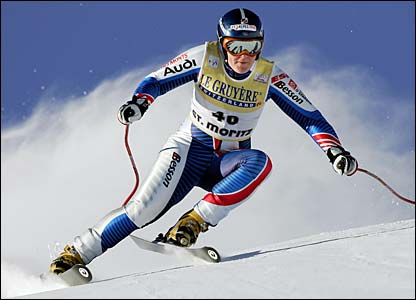 Audi
LE GRUYÈRE
SWITZERLAND
40
ST. MORITZ
Besson
Besson